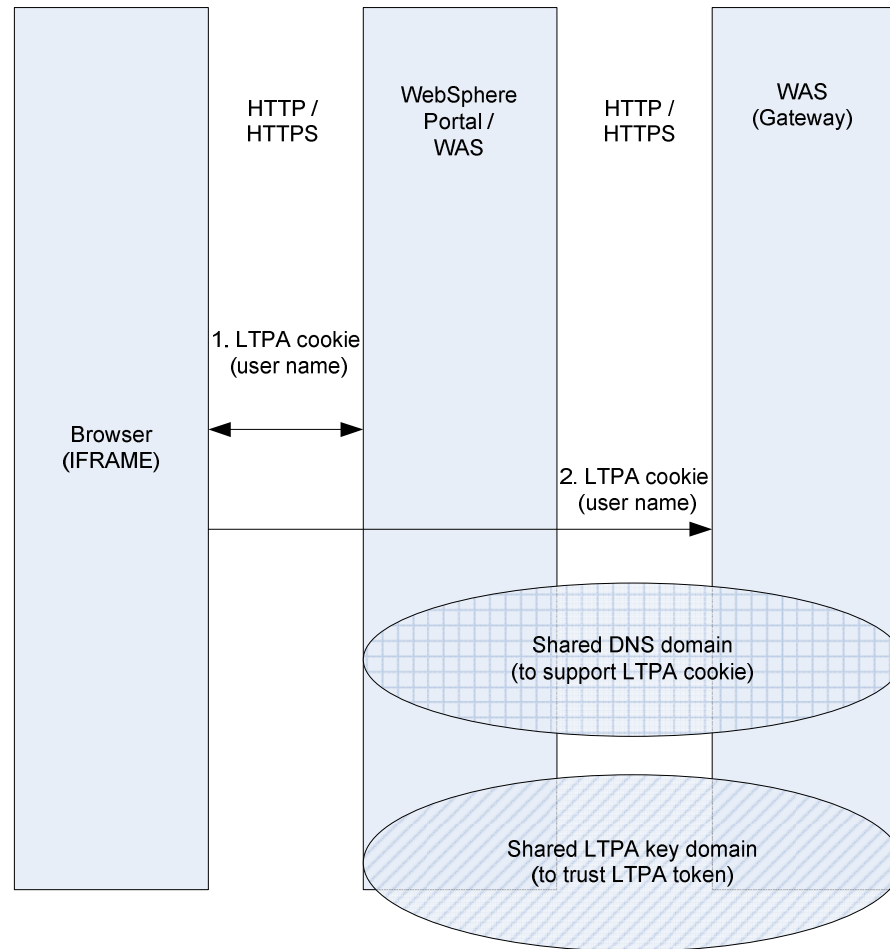 HTTP /
HTTPS
WebSphere
Portal /
WAS
HTTP /
HTTPS
WAS
(Gateway)
1. LTPA cookie
(user name)
Browser
(IFRAME)
2. LTPA cookie
(user name)
Shared DNS domain
(to support LTPA cookie)
Shared LTPA key domain
(to trust LTPA token)